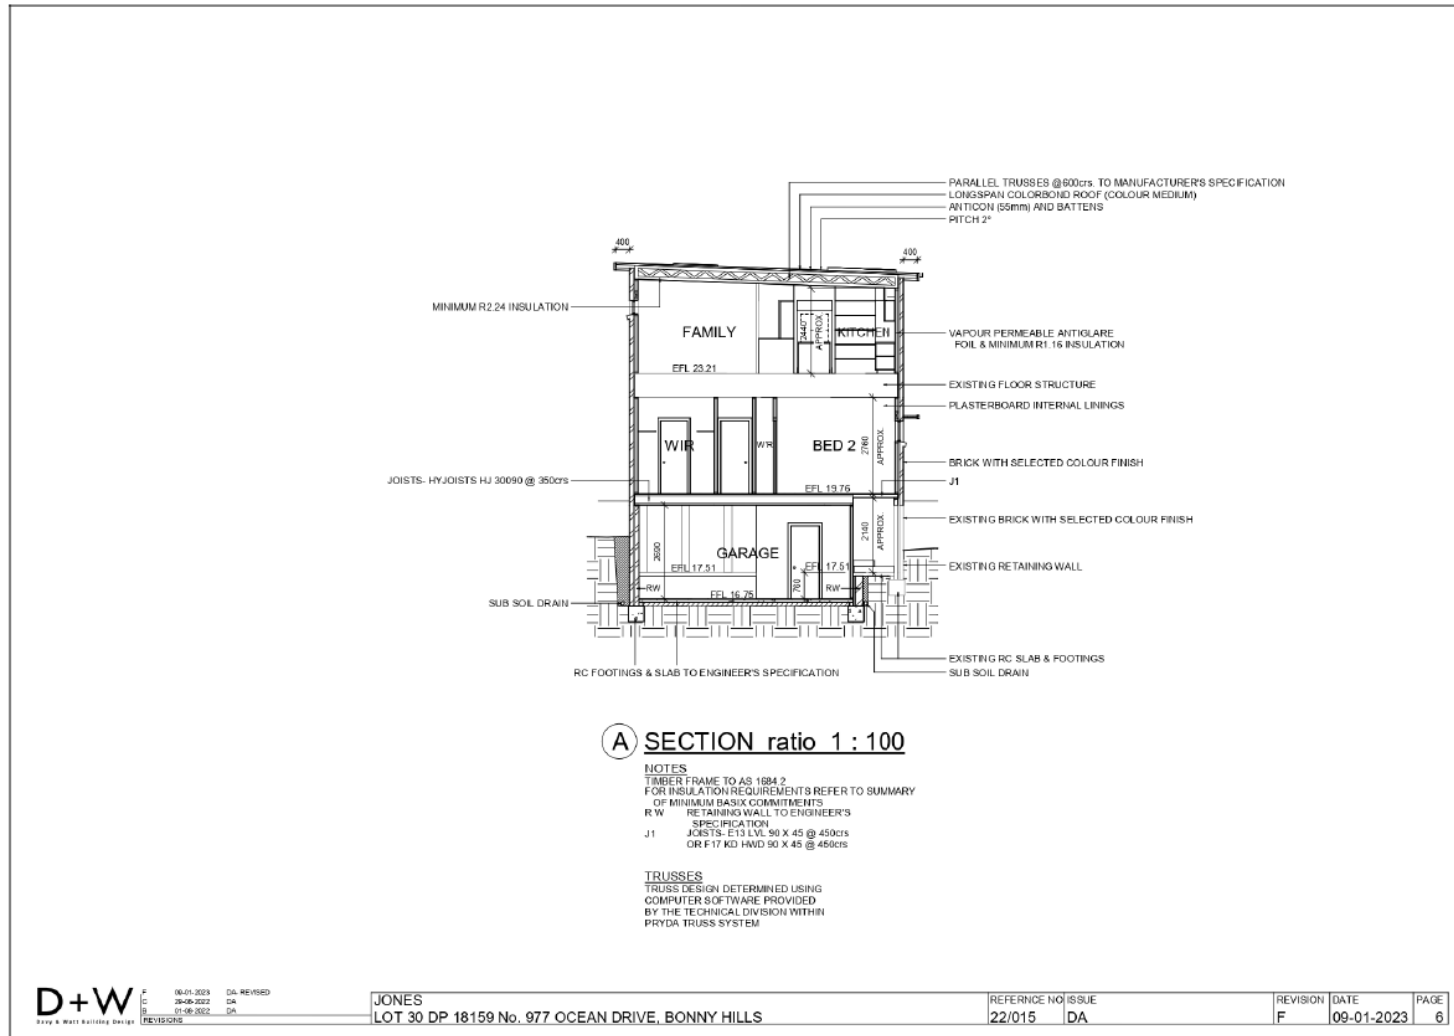 PARALLEL TRUSSES @600crs. TO MANUFACTURER'S SPECIFICATION
LONGSPAN COLORBOND ROOF (COLOUR MEDIUM)
ANTICON (55mm) AND BATTENS
PITCH 2°
400
400
MINIMUM R2.24 INSULATION
FAMILY
2440
APPROX.
KITCHEN
VAPOUR PERMEABLE ANTIGLARE
FOIL & MINIMUM R1.16 INSULATION
EFL 23.21
EXISTING FLOOR STRUCTURE
PLASTERBOARD INTERNAL LININGS
WIR
W'R
BED 2
2760
APPROX.
BRICK WITH SELECTED COLOUR FINISH
JOISTS- HYJOISTS HJ 30090 @ 350crs
EFL 19.76
J1
EXISTING BRICK WITH SELECTED COLOUR FINISH
2690
GARAGE
2140
APPROX.
EFL 17.51
EFL 17.51
EXISTING RETAINING WALL
RW
760
RW
FFL 16.75
SUB SOIL DRAIN
EXISTING RC SLAB & FOOTINGS
RC FOOTINGS & SLAB TO ENGINEER'S SPECIFICATION
SUB SOIL DRAIN
A SECTION ratio 1 : 100
NOTES
TIMBER FRAME TO AS 1684.2
FOR INSULATION REQUIREMENTS REFER TO SUMMARY
OF MINIMUM BASIX COMMITMENTS
R W RETAINING WALL TO ENGINEER'S
SPECIFICATION
J1 JOISTS- E13 LVL 90 X 45 @ 450crs
OR F17 KD HWD 90 X 45 @ 450crs
TRUSSES
TRUSS DESIGN DETERMINED USING
COMPUTER SOFTWARE PROVIDED
BY THE TECHNICAL DIVISION WITHIN
PRYDA TRUSS SYSTEM
D+W
Davy & Watt Building Design
F 09-01-2023 DA- REVISED
C 29-08-2022 DA
B 01-08-2022 DA
REVISIONS
JONES
LOT 30 DP 18159 No. 977 OCEAN DRIVE, BONNY HILLS
REFERNCE NO ISSUE REVISION DATE PAGE
22/015 DA F 09-01-2023 6